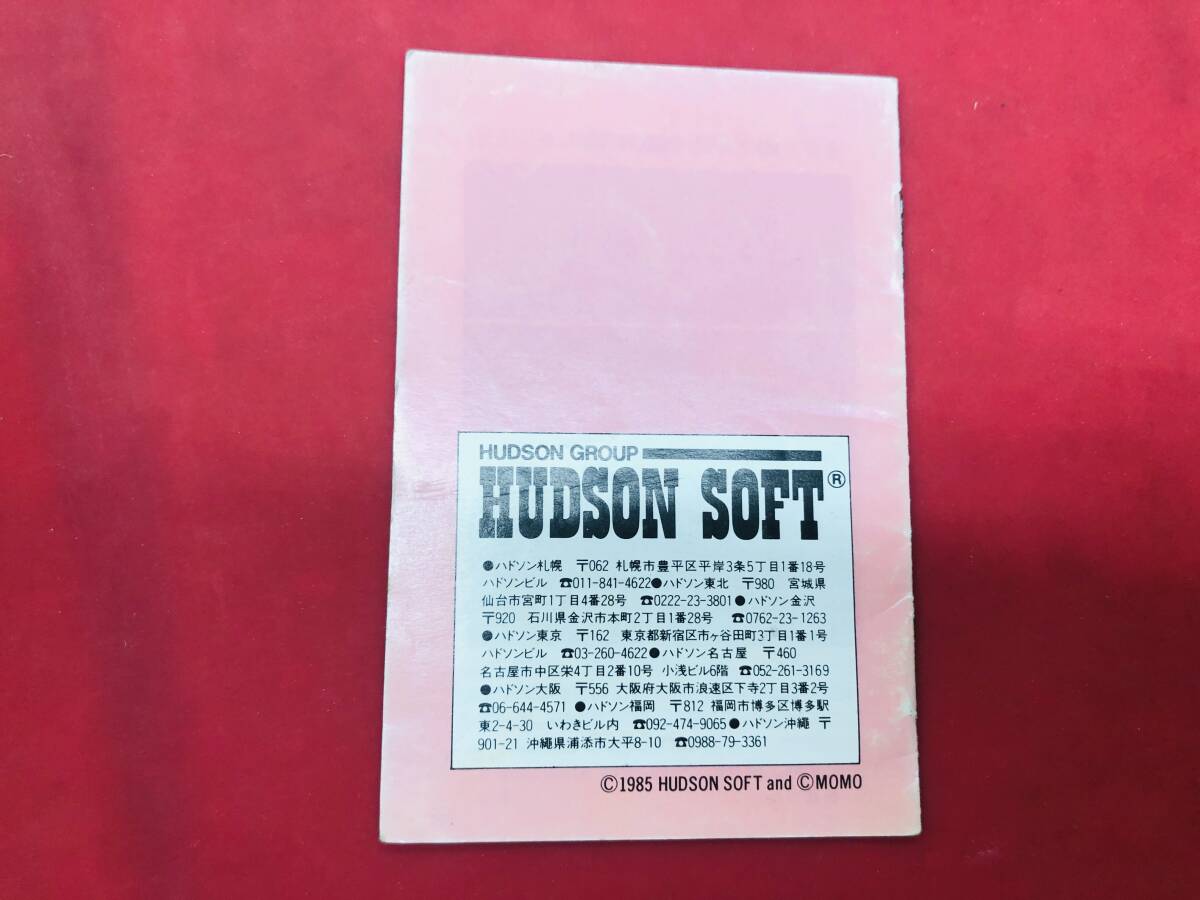 HUDSON GROUP
HUDSON SOFT®
●ハドソン札幌 〒062 札幌市豊平区平岸3条5丁目1番18号
ハドソンビル ☎011-841-4622●ハドソン東北 〒980 宮城県
仙台市宮町1丁目4番28号 ☎0222-23-3801●ハドソン金沢
〒920 石川県金沢市本町2丁目1番28号 ☎0762-23-1263
●ハドソン東京 〒162 東京都新宿区市ヶ谷田町3丁目1番1号
ハドソンビル ☎03-260-4622●ハドソン名古屋 〒460
名古屋市中区栄4丁目2番10号 小浅ビル6階 ☎052-261-3169
●ハドソン大阪 〒556 大阪府大阪市浪速区下寺2丁目3番2号
☎06-644-4571 ●ハドソン福岡 〒812 福岡市博多区博多駅
東2-4-30 いわきビル内 ☎092-474-9065●ハドソン沖縄 〒
901-21 沖縄県浦添市大平8-10 ☎0988-79-3361
©1985 HUDSON SOFT and ©MOMO